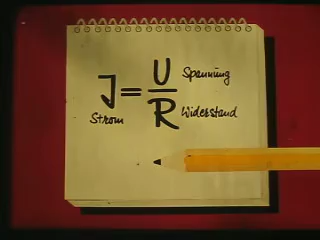 J = U Spannung
Strom R Widerstand